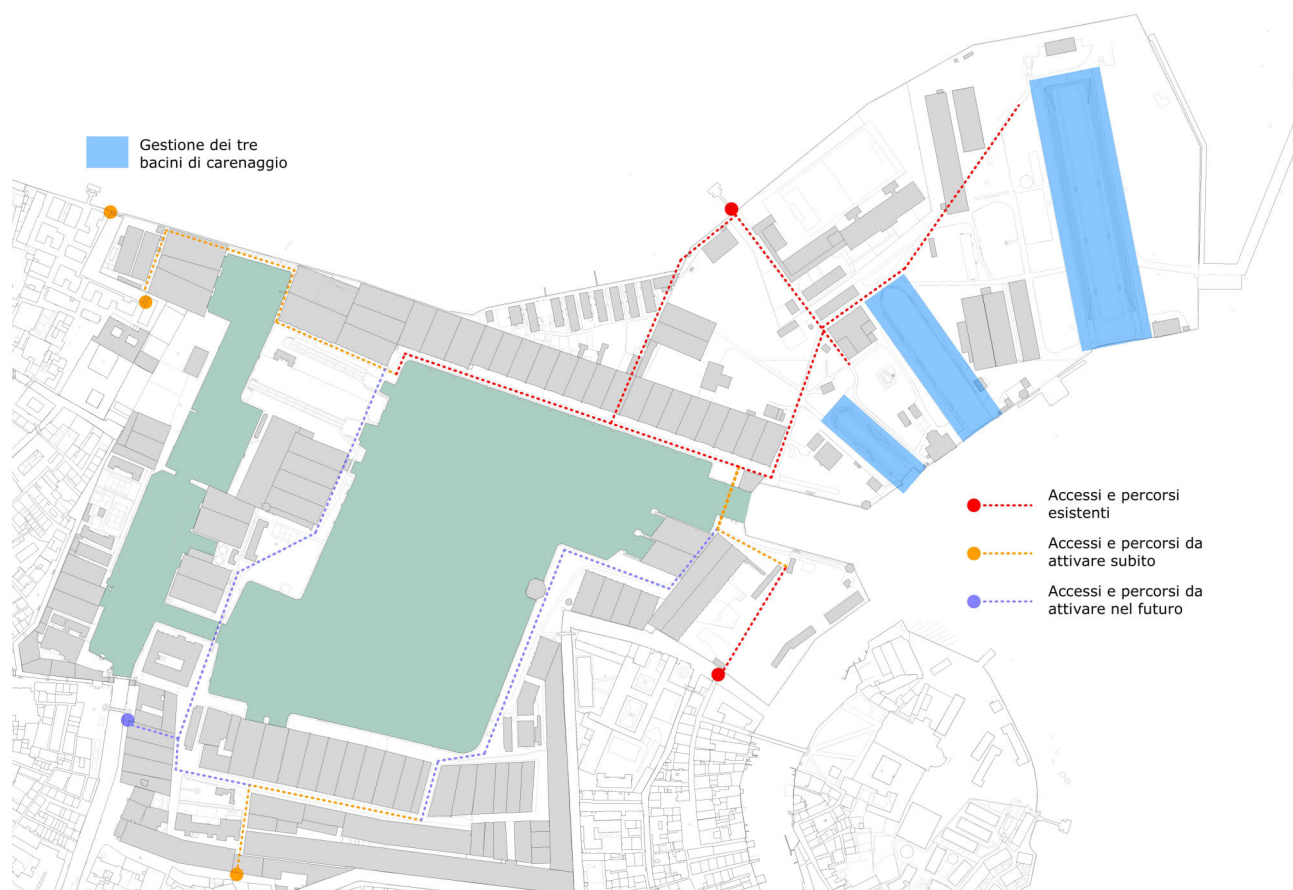 Gestione dei tre
bacini di carenaggio
Accessi e percorsi
esistenti
Accessi e percorsi da
attivare subito
Accessi e percorsi da
attivare nel futuro